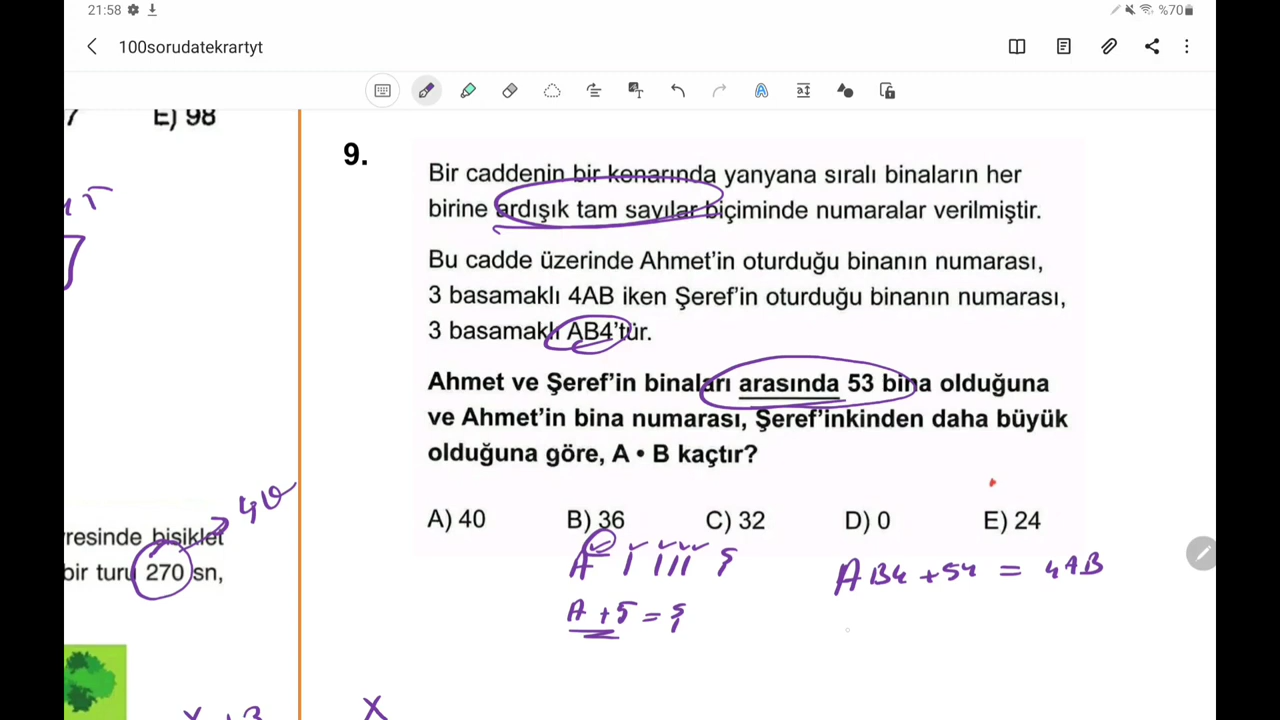 21:58
%70
100sorudatekrartyt
7 E) 98
9.
Bir caddenin bir kenarında yanyana sıralı binaların her
birine ardışık tam sayılar biçiminde numaralar verilmiştir.
Bu cadde üzerinde Ahmet'in oturduğu binanın numarası,
3 basamaklı 4AB iken Şeref'in oturduğu binanın numarası,
3 basamaklı AB4'tür.
Ahmet ve Şeref'in binaları arasında 53 bina olduğuna
ve Ahmet'in bina numarası, Şeref'inkinden daha büyük
olduğuna göre, A • B kaçtır?
A) 40 B) 36 C) 32 D) 0 E) 24
A I I I I Ş
A + 5 = Ş
AB4 + 54 = 4AB
resinde bisiklet
bir turu 270 sn,
x